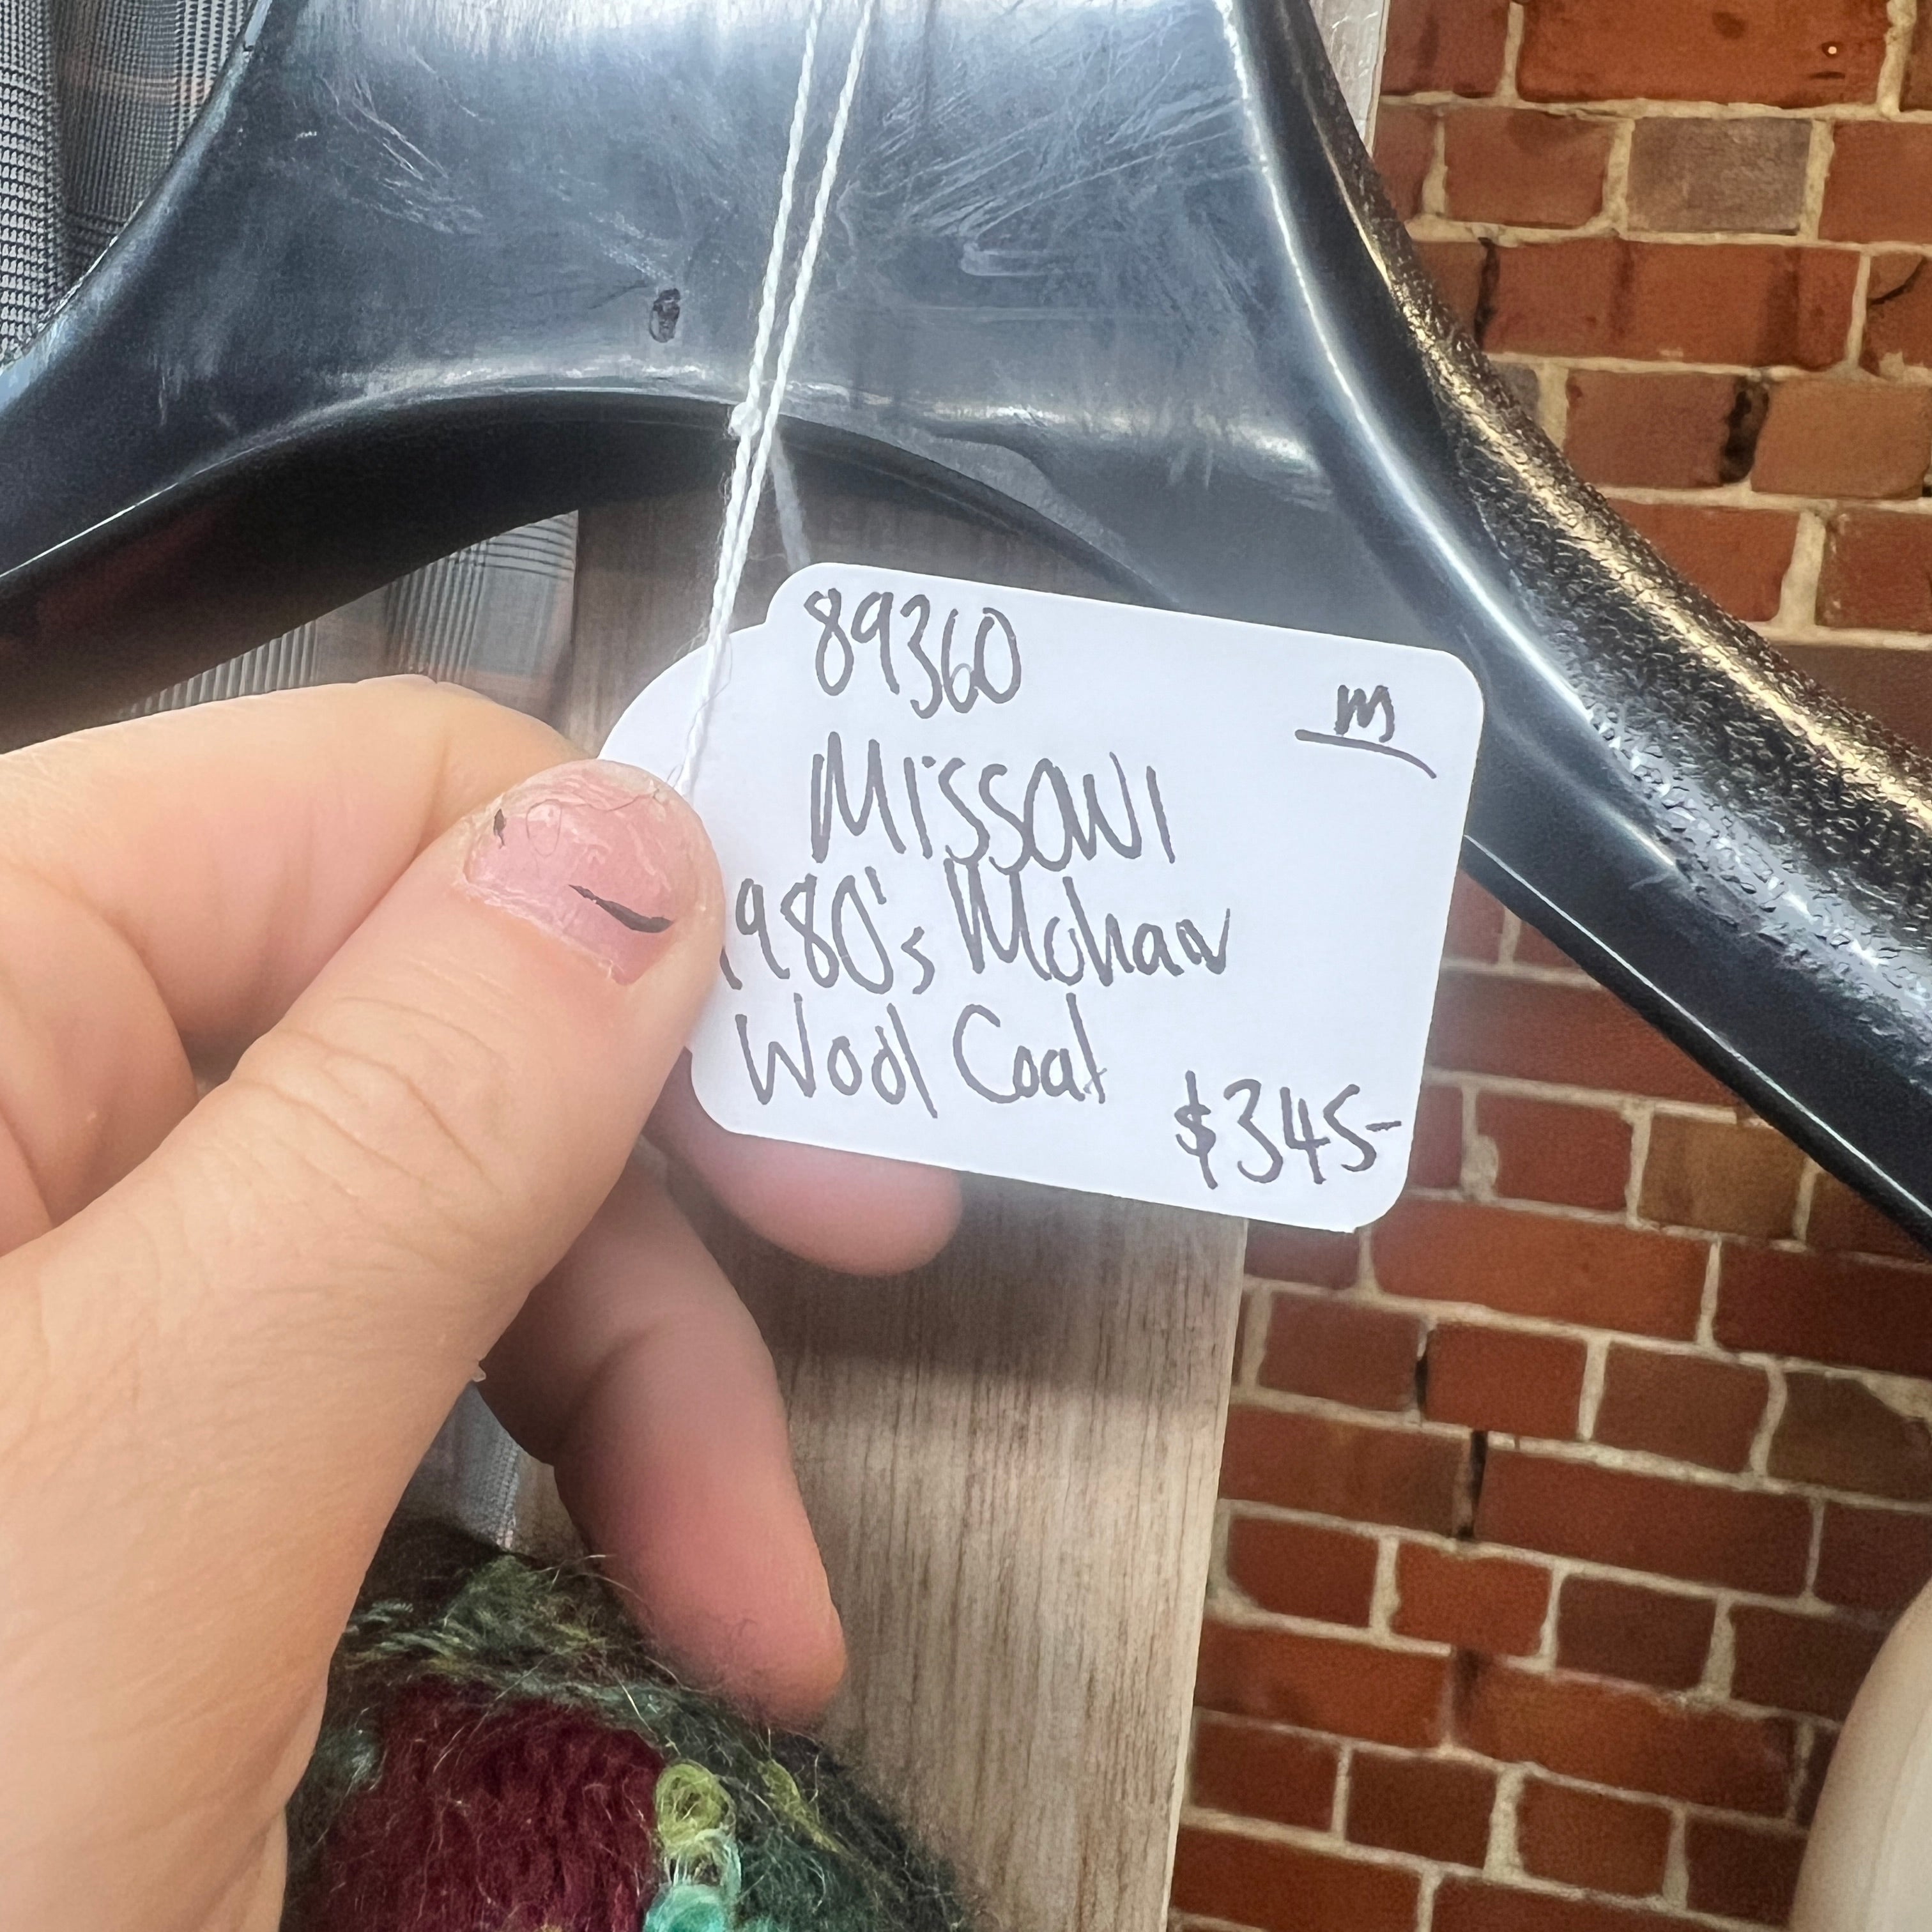 89360
M
MISSONI
1980's Mohair
Wool Coat
$345-